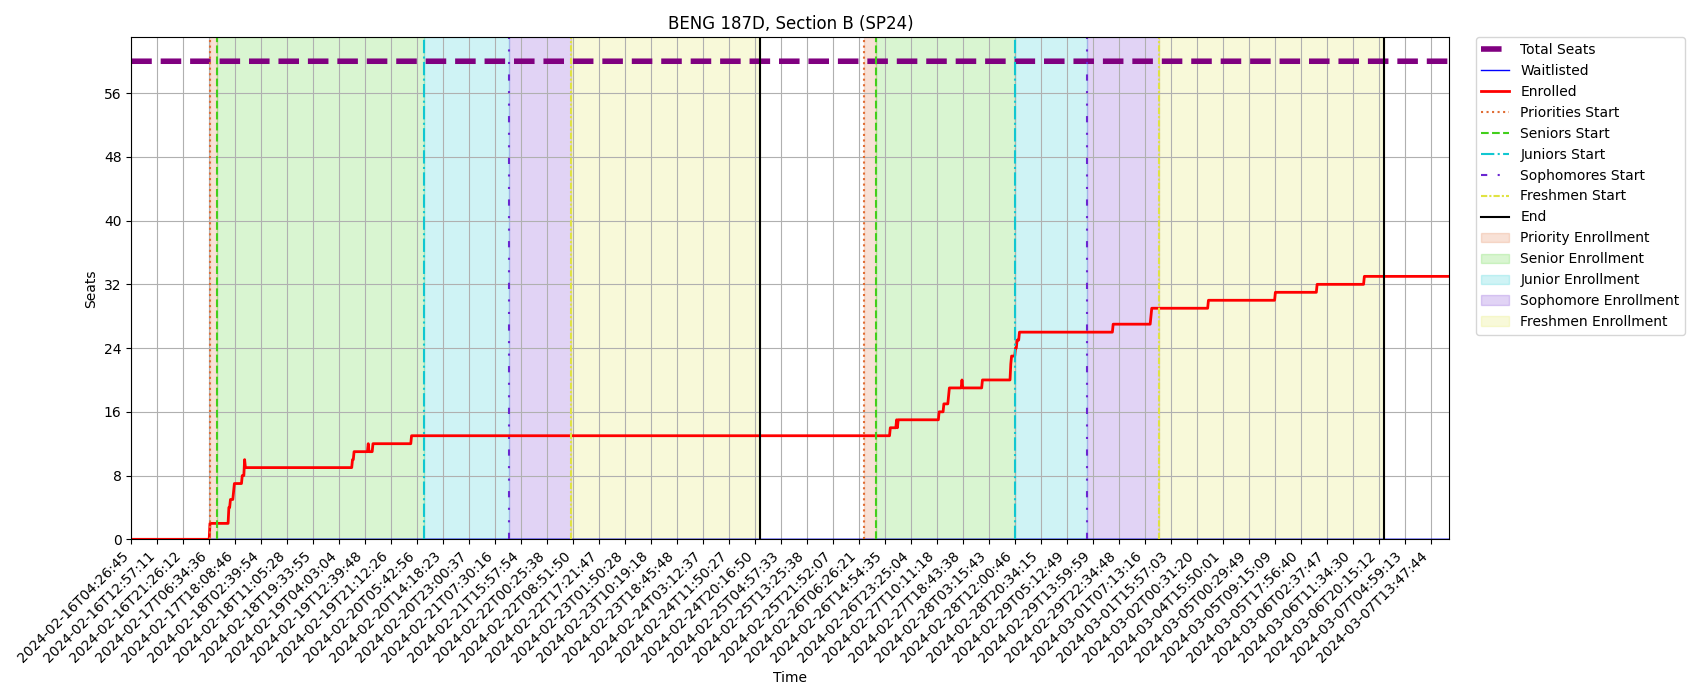 BENG 187D, Section B (SP24)
Seats
56
48
40
32
24
16
8
0
2024-02-16T04:26:45
2024-02-16T12:57:11
2024-02-16T21:26:12
2024-02-17T06:34:36
2024-02-17T18:08:46
2024-02-18T02:39:54
2024-02-18T11:05:28
2024-02-18T19:33:55
2024-02-19T04:03:04
2024-02-19T12:39:48
2024-02-19T21:12:26
2024-02-20T05:42:56
2024-02-20T14:18:23
2024-02-20T23:00:37
2024-02-21T07:30:16
2024-02-21T15:57:54
2024-02-22T00:25:38
2024-02-22T08:51:50
2024-02-22T17:21:47
2024-02-23T01:50:28
2024-02-23T10:19:18
2024-02-23T18:45:48
2024-02-24T03:12:37
2024-02-24T11:50:27
2024-02-24T20:16:50
2024-02-25T04:57:33
2024-02-25T13:25:38
2024-02-25T21:52:07
2024-02-26T06:26:21
2024-02-26T14:54:35
2024-02-26T23:25:04
2024-02-27T10:11:18
2024-02-27T18:43:38
2024-02-28T03:15:43
2024-02-28T12:00:46
2024-02-28T20:34:15
2024-02-29T05:12:49
2024-02-29T13:59:59
2024-02-29T22:34:48
2024-03-01T07:13:16
2024-03-01T15:57:03
2024-03-02T00:31:20
2024-03-04T15:50:01
2024-03-05T00:29:49
2024-03-05T09:15:09
2024-03-05T17:56:40
2024-03-06T02:37:47
2024-03-06T11:34:30
2024-03-06T20:15:12
2024-03-07T04:59:13
2024-03-07T13:47:44
Time
Total Seats
Waitlisted
Enrolled
Priorities Start
Seniors Start
Juniors Start
Sophomores Start
Freshmen Start
End
Priority Enrollment
Senior Enrollment
Junior Enrollment
Sophomore Enrollment
Freshmen Enrollment